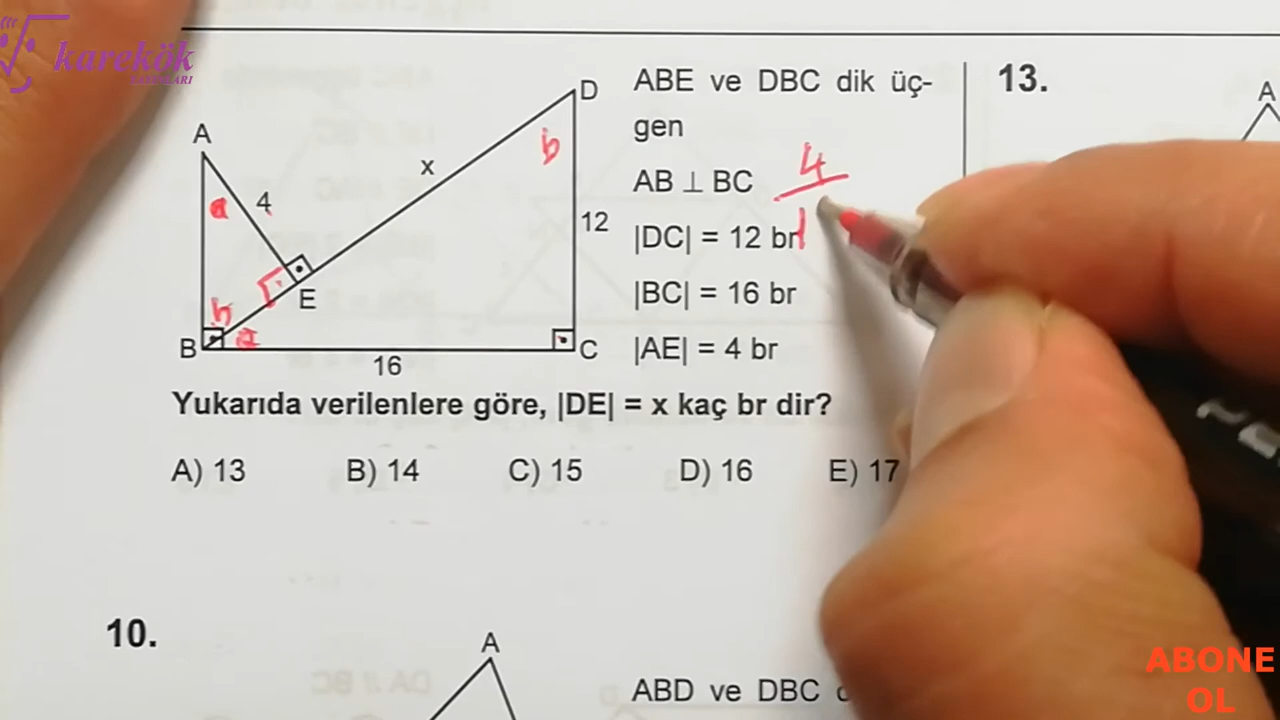 karekök
YAYINLARI
ABE ve DBC dik üç-
gen
AB ⊥ BC
|DC| = 12 br
|BC| = 16 br
|AE| = 4 br
4
A
a
4
x
D
b
12
E
b
a
B
16
C
Yukarıda verilenlere göre, |DE| = x kaç br dir?
A) 13 B) 14 C) 15 D) 16 E) 17
13.
A
10.
A
ABD ve DBC
ABONE
OL